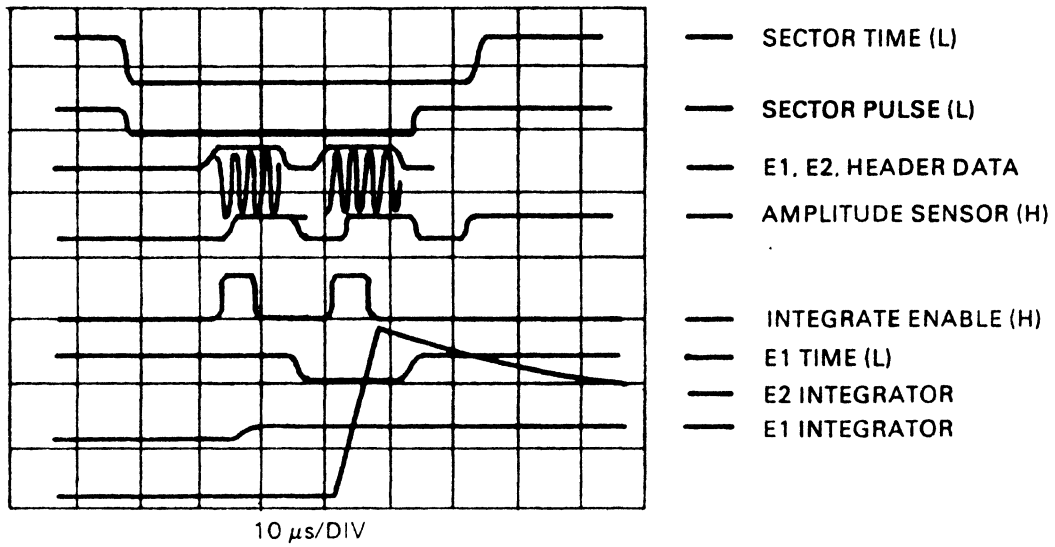 SECTOR TIME (L)
SECTOR PULSE (L)
E1, E2, HEADER DATA
AMPLITUDE SENSOR (H)
INTEGRATE ENABLE (H)
E1 TIME (L)
E2 INTEGRATOR
E1 INTEGRATOR
10 μs/DIV